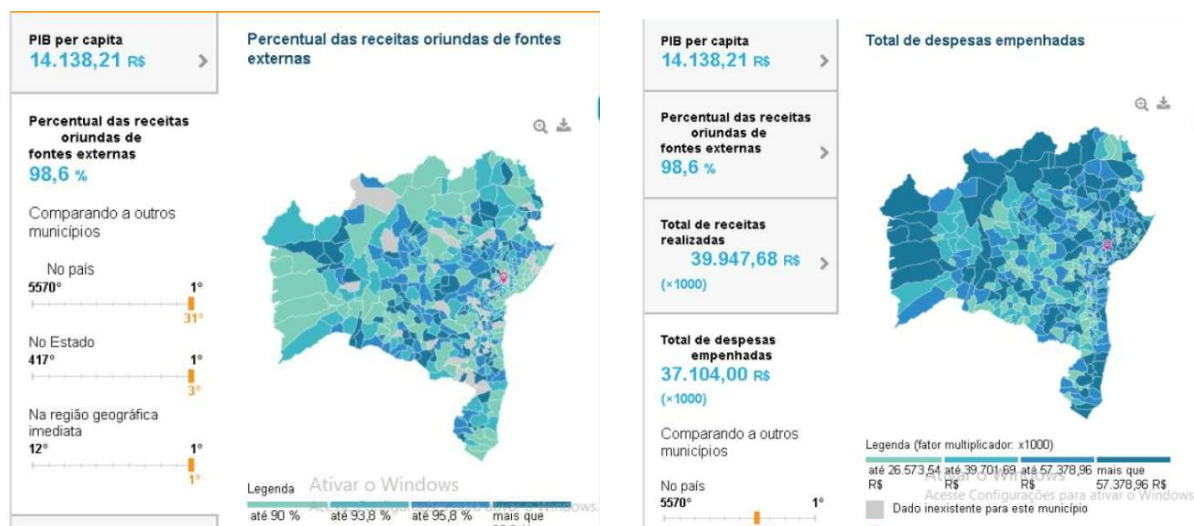 PIB per capita
14.138,21 R$
Percentual das receitas
oriundas de
fontes externas
98,6 %
Comparando a outros
municípios
No país
5570° 1°
31°
No Estado
417° 1°
3°
Na região geográfica
imediata
12° 1°
1°
Percentual das receitas oriundas de fontes
externas
Ativar o Windows
Legenda
até 90 % até 93,8 % até 95,8 % mais que
PIB per capita
14.138,21 R$
Percentual das receitas
oriundas de
fontes externas
98,6 %
Total de receitas
realizadas
39.947,68 R$
(×1000)
Total de despesas
empenhadas
37.104,00 R$
(×1000)
Comparando a outros
municípios
No país
5570° 1°
Total de despesas empenhadas
Legenda (fator multiplicador: x1000)
até 26.573,54 até 39.701,69 até 57.378,96 mais que
R$ R$ R$ 57.378,96 R$
Acesse Configurações para ativar o Windows
Dado inexistente para este município